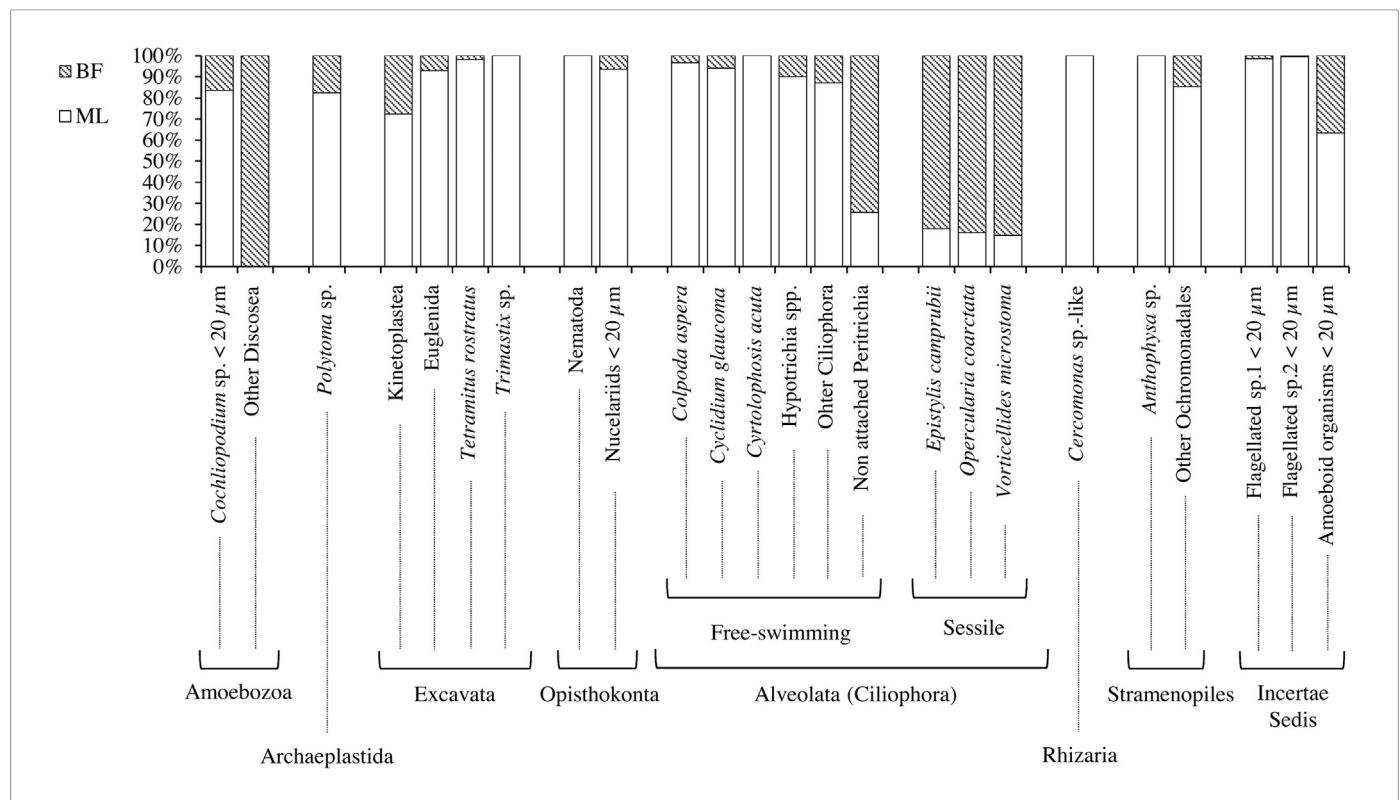 BF
ML
100%
90%
80%
70%
60%
50%
40%
30%
20%
10%
0%
Cochliopodium sp. < 20 µm
Other Discosea
Polytoma sp.
Kinetoplastea
Euglenida
Tetramitus rostratus
Trimastix sp.
Nematoda
Nucelariids < 20 µm
Colpoda aspera
Cyclidium glaucoma
Cyrtolophosis acuta
Hypotrichia spp.
Ohter Ciliophora
Non attached Peritrichia
Epistylis camprubii
Opercularia coarctata
Vorticellides microstoma
Cercomonas sp.-like
Anthophysa sp.
Other Ochromonadales
Flagellated sp.1 < 20 µm
Flagellated sp.2 < 20 µm
Amoeboid organisms < 20 µm
Free-swimming
Sessile
Amoebozoa
Excavata
Opisthokonta
Alveolata (Ciliophora)
Stramenopiles
Incertae
Sedis
Archaeplastida
Rhizaria